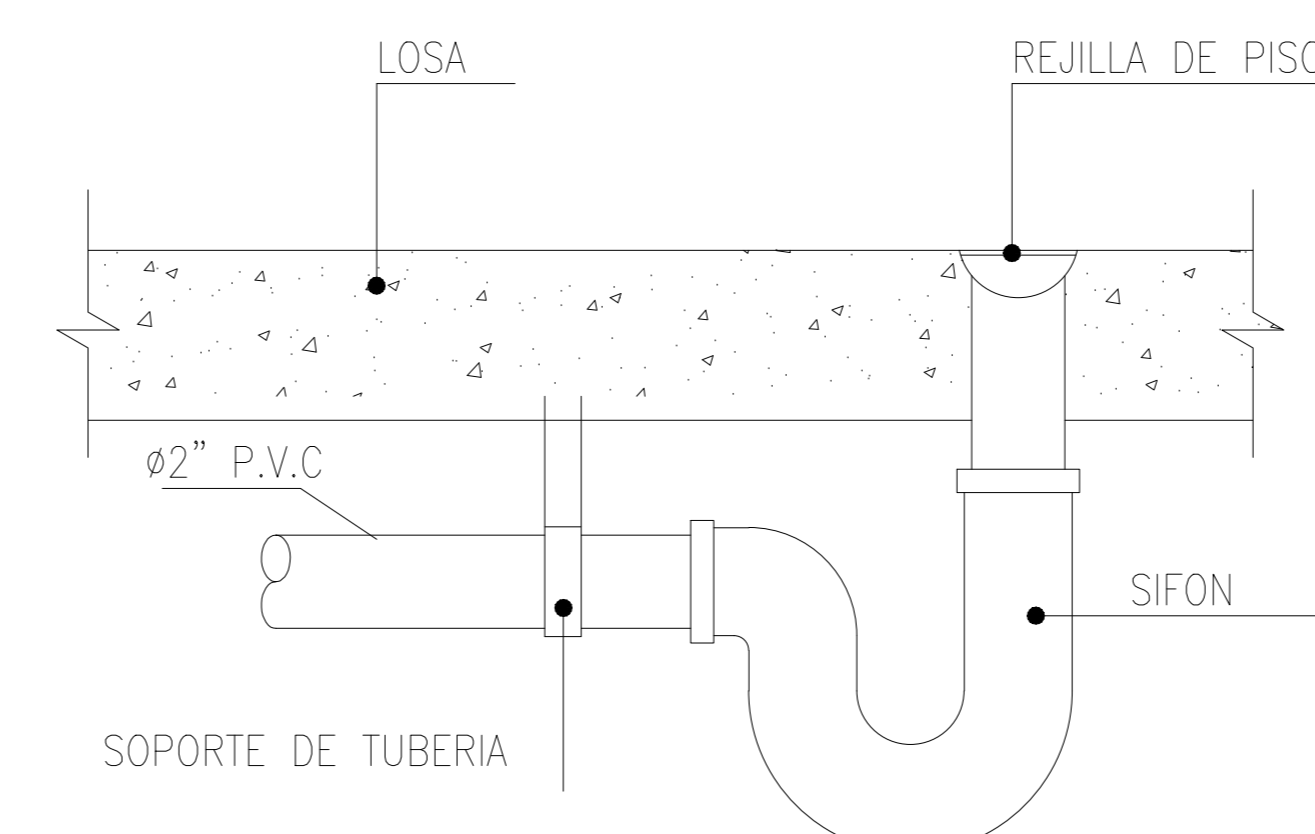 LOSA
REJILLA DE PISO
Ø2” P.V.C
SIFON
SOPORTE DE TUBERIA